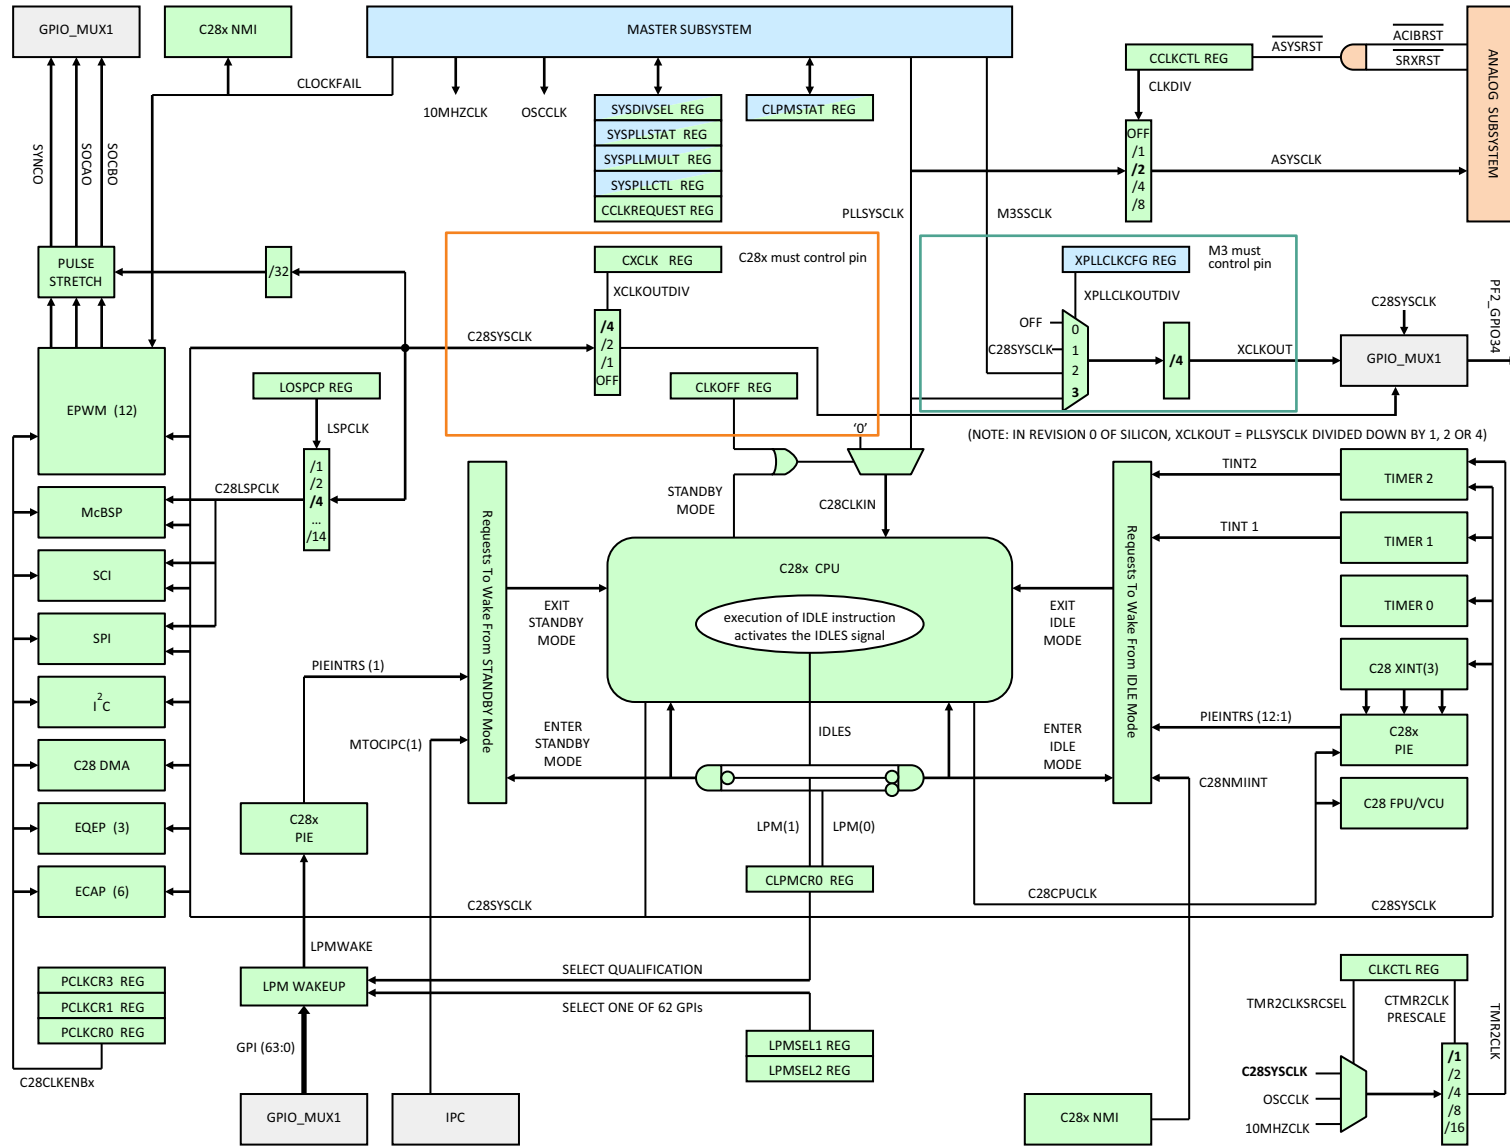 GPIO_MUX1
C28x NMI
MASTER SUBSYSTEM
ACIBRST
ASYSRST
CCLKCTL REG
SRXRST
ANALOG SUBSYSTEM
CLOCKFAIL
CLKDIV
10MHZCLK
OSCCLK
SYSDIVSEL REG
SYSPLLSTAT REG
SYSPLLMULT REG
SYSPLLCTL REG
CCLKREQUEST REG
CLPMSTAT REG
OFF
/1
/2
/4
/8
ASYSCLK
SYNCO
SOCAO
SOCBO
PLLSYSCLK
M3SSCLK
PULSE
STRETCH
/32
CXCLK REG
C28x must control pin
XCLKOUTDIV
XPLLCLKCFG REG
M3 must
control pin
XPLLCLKOUTDIV
C28SYSCLK
/4
/2
/1
OFF
OFF
C28SYSCLK
0
1
2
3
/4
XCLKOUT
C28SYSCLK
GPIO_MUX1
PF2_GPIO34
EPWM (12)
LOSPCP REG
LSPCLK
CLKOFF REG
'0'
(NOTE: IN REVISION 0 OF SILICON, XCLKOUT = PLLSYSCLK DIVIDED DOWN BY 1, 2 OR 4)
C28LSPCLK
/1
/2
/4
...
/14
STANDBY
MODE
C28CLKIN
TINT2
TIMER 2
McBSP
Requests To Wake From STANDBY Mode
Requests To Wake From IDLE Mode
TINT 1
TIMER 1
SCI
C28x CPU
EXIT
STANDBY
MODE
execution of IDLE instruction
activates the IDLES signal
EXIT
IDLE
MODE
TIMER 0
SPI
PIEINTRS (1)
C28 XINT(3)
I2C
MTOCIPC(1)
ENTER
STANDBY
MODE
IDLES
ENTER
IDLE
MODE
PIEINTRS (12:1)
C28x
PIE
C28 DMA
C28NMIINT
C28 FPU/VCU
EQEP (3)
C28x
PIE
LPM(1)
LPM(0)
ECAP (6)
CLPMCR0 REG
C28SYSCLK
C28CPUCLK
C28SYSCLK
LPMWAKE
PCLKCR3 REG
PCLKCR1 REG
PCLKCR0 REG
LPM WAKEUP
SELECT QUALIFICATION
SELECT ONE OF 62 GPIs
CLKCTL REG
TMR2CLKSRCSEL
CTMR2CLK
PRESCALE
TMR2CLK
GPI (63:0)
LPMSEL1 REG
LPMSEL2 REG
C28CLKENBx
C28SYSCLK
OSCCLK
10MHZCLK
/1
/2
/4
/8
/16
GPIO_MUX1
IPC
C28x NMI